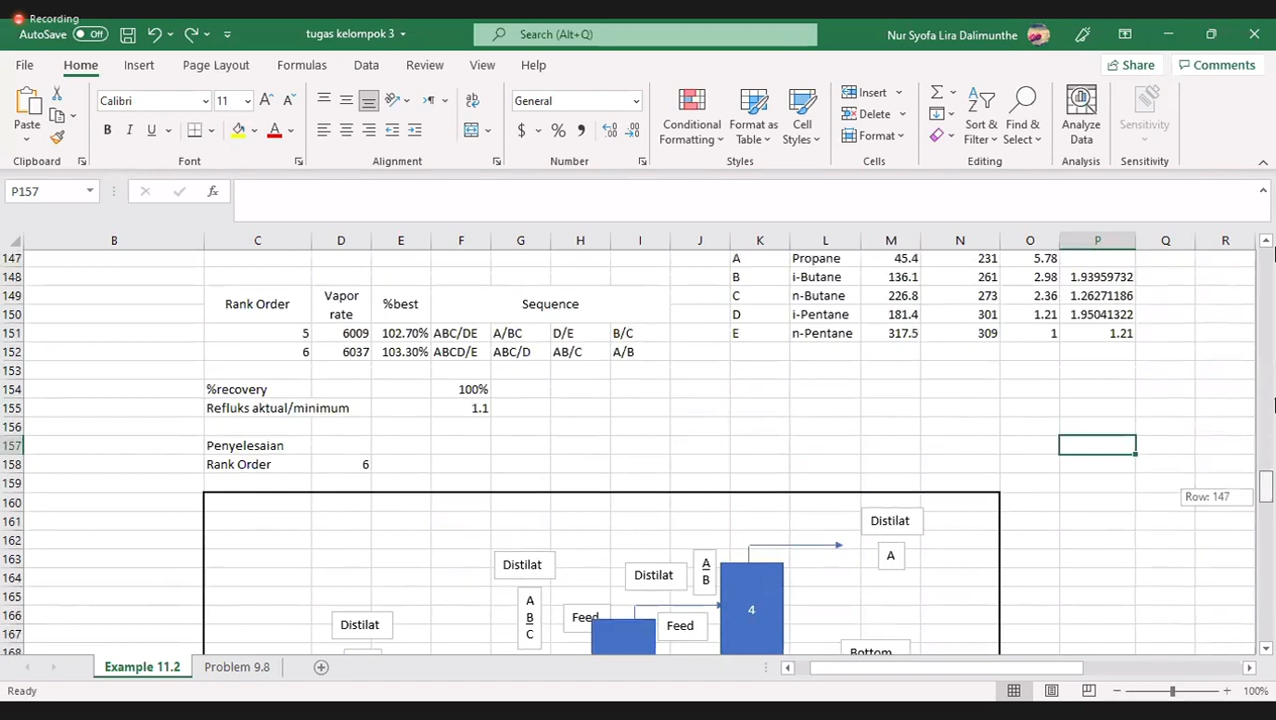 Recording
AutoSave Off tugas kelompok 3 Search (Alt+Q) Nur Syofa Lira Dalimunthe
File Home Insert Page Layout Formulas Data Review View Help Share Comments
Paste Calibri 11 General Conditional Formatting Format as Table Cell Styles Insert Delete Format Sort & Filter Find & Select Analyze Data Sensitivity
Clipboard Font Alignment Number Styles Cells Editing Analysis Sensitivity
P157 fx
B C D E F G H I J K L M N O P Q R
147 A Propane 45.4 231 5.78
148 B i-Butane 136.1 261 2.98 1.93959732
149 C n-Butane 226.8 273 2.36 1.26271186
Rank Order Vapor rate %best Sequence
150 D i-Pentane 181.4 301 1.21 1.95041322
151 5 6009 102.70% ABC/DE A/BC D/E B/C E n-Pentane 317.5 309 1 1.21
152 6 6037 103.30% ABCD/E ABC/D AB/C A/B
153
154 %recovery 100%
155 Refluks aktual/minimum 1.1
156
157 Penyelesaian
158 Rank Order 6
159
160 Row: 147
161 Distilat
162
163 Distilat A B A
164 Distilat
165 A
166 B Feed 4
167 Distilat C Feed
168 Bottom
Example 11.2 Problem 9.8
Ready 100%